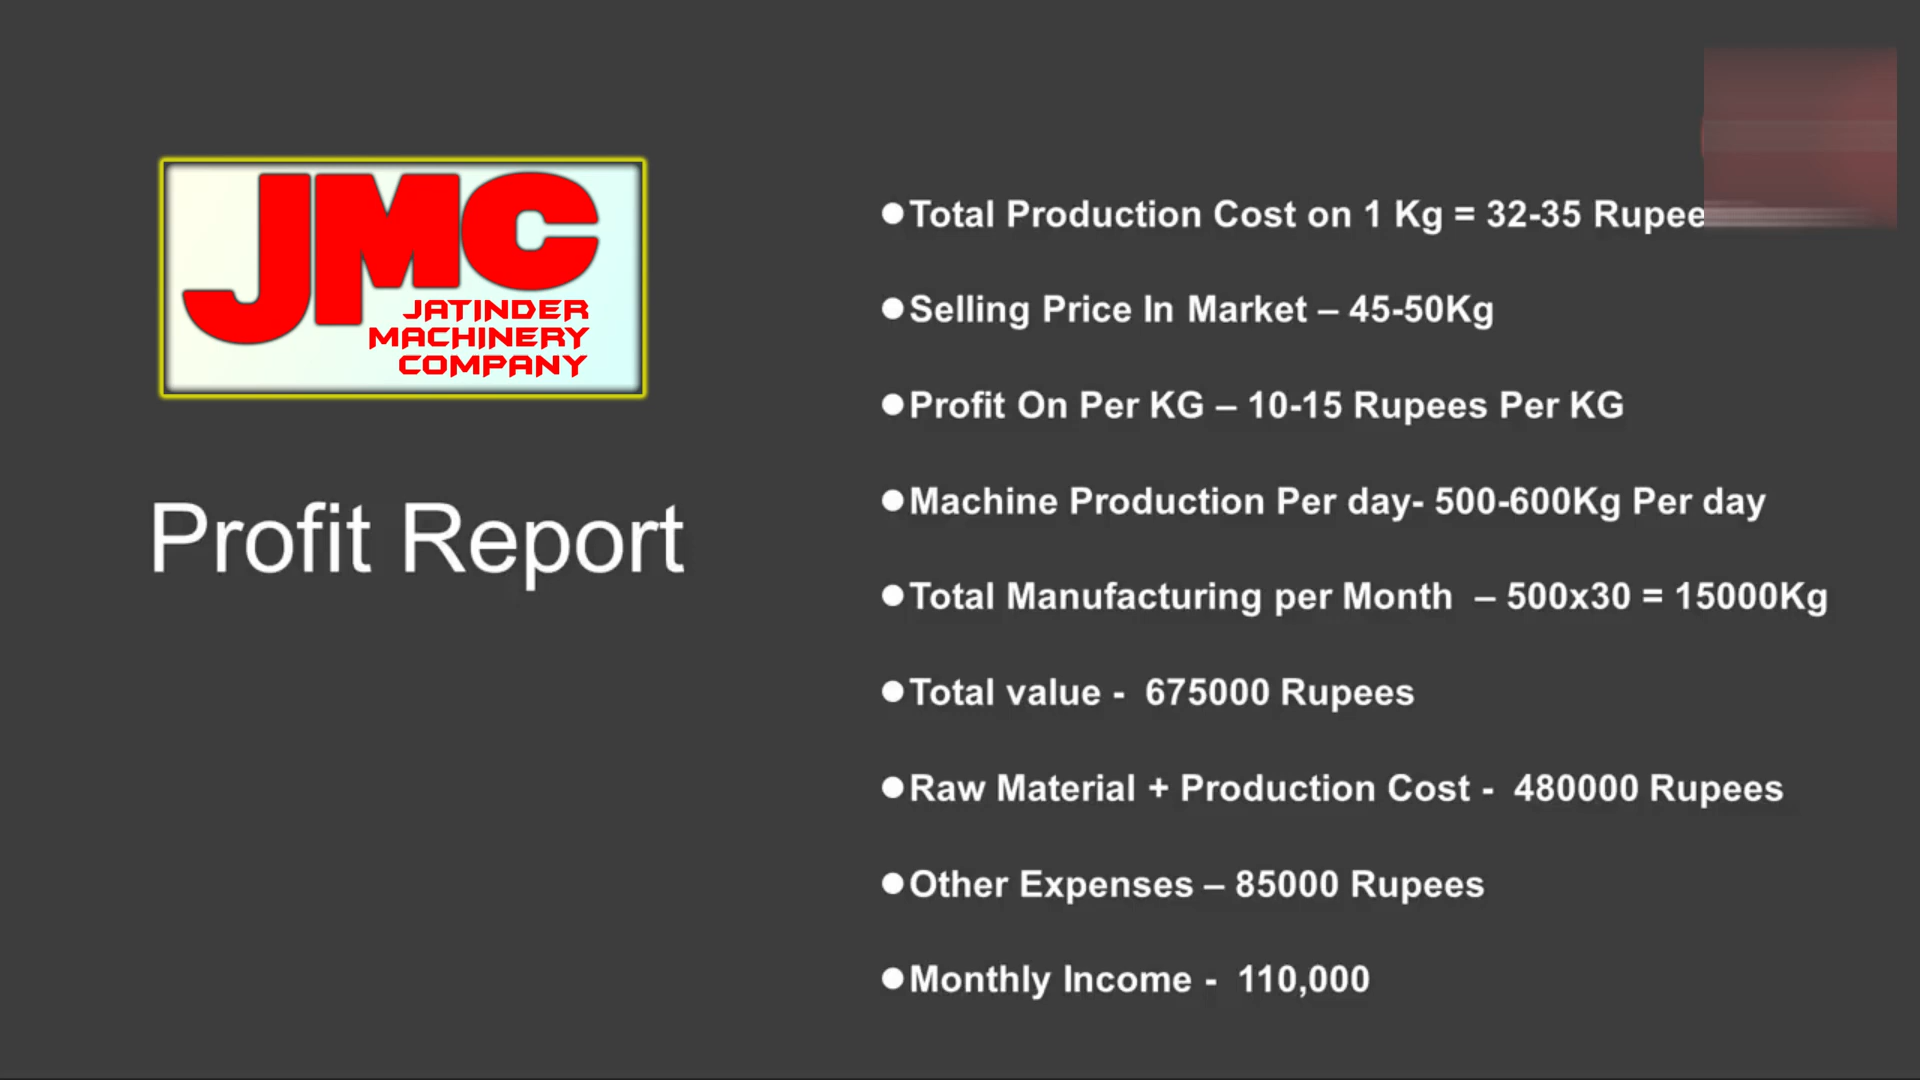 JMC
JATINDER
MACHINERY
COMPANY
Profit Report
●Total Production Cost on 1 Kg = 32-35 Rupee
●Selling Price In Market – 45-50Kg
●Profit On Per KG – 10-15 Rupees Per KG
●Machine Production Per day- 500-600Kg Per day
●Total Manufacturing per Month – 500x30 = 15000Kg
●Total value - 675000 Rupees
●Raw Material + Production Cost - 480000 Rupees
●Other Expenses – 85000 Rupees
●Monthly Income - 110,000